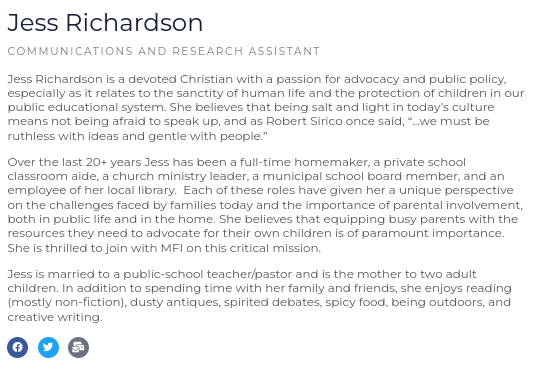 Jess Richardson
COMMUNICATIONS AND RESEARCH ASSISTANT
Jess Richardson is a devoted Christian with a passion for advocacy and public policy,
especially as it relates to the sanctity of human life and the protection of children in our
public educational system. She believes that being salt and light in today’s culture
means not being afraid to speak up, and as Robert Sirico once said, “...we must be
ruthless with ideas and gentle with people.”
Over the last 20+ years Jess has been a full-time homemaker, a private school
classroom aide, a church ministry leader, a municipal school board member, and an
employee of her local library.  Each of these roles have given her a unique perspective
on the challenges faced by families today and the importance of parental involvement,
both in public life and in the home. She believes that equipping busy parents with the
resources they need to advocate for their own children is of paramount importance.
She is thrilled to join with MFI on this critical mission.
Jess is married to a public-school teacher/pastor and is the mother to two adult
children. In addition to spending time with her family and friends, she enjoys reading
(mostly non-fiction), dusty antiques, spirited debates, spicy food, being outdoors, and
creative writing.